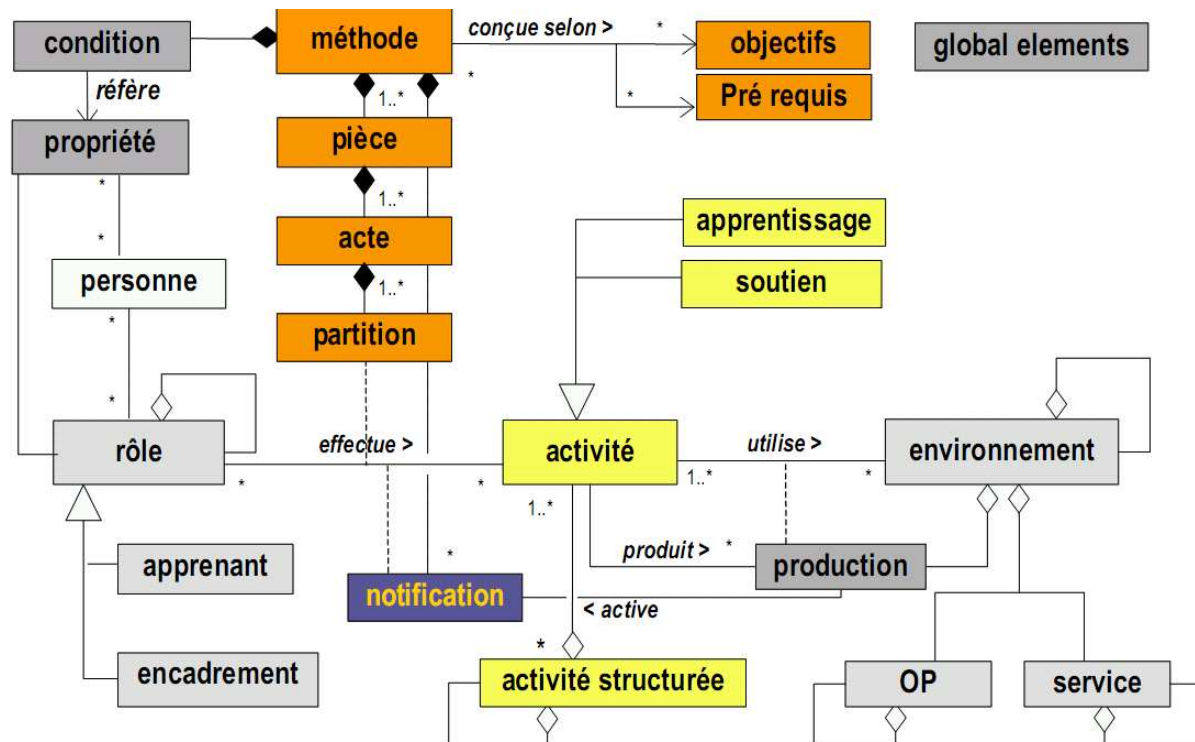 condition
méthode
conçue selon >
*
objectifs
global elements
*
*
Pré requis
réfère
1..*
propriété
pièce
*
1..*
apprentissage
acte
*
soutien
personne
1..*
*
partition
*
rôle
effectue >
activité
utilise >
environnement
*
*
1..*
*
1..*
apprenant
*
produit >
*
production
notification
< active
*
encadrement
activité structurée
OP
service